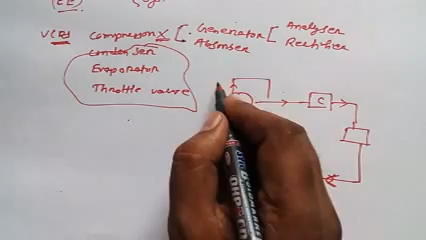 VCRS Compressor X [ . Generator [ Analyser
Absorber Rectifier
Condenser
Evaporator
Throttle valve
C